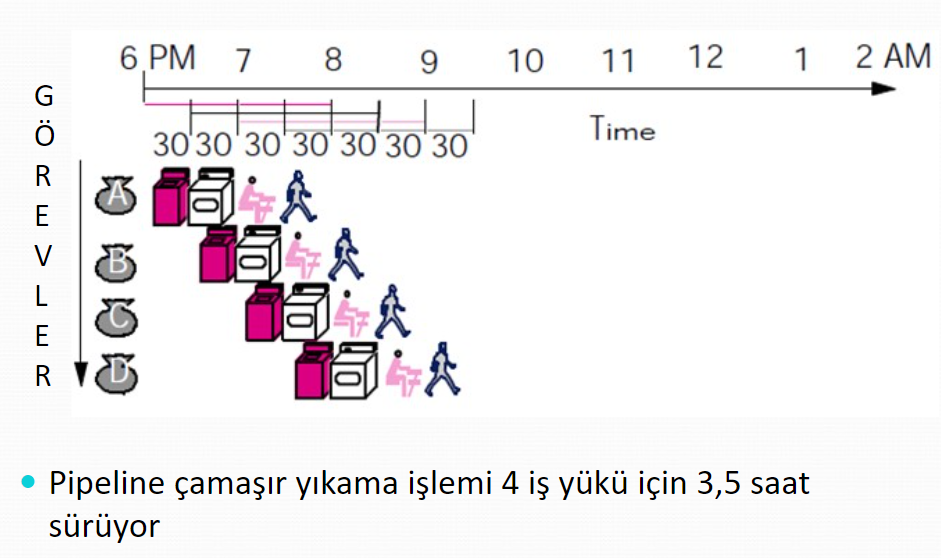 6 PM 7 8 9 10 11 12 1 2 AM
30 30 30 30 30 30 30
Time
G
Ö
R
E
V
L
E
R
A
B
C
D
Pipeline çamaşır yıkama işlemi 4 iş yükü için 3,5 saat
sürüyor